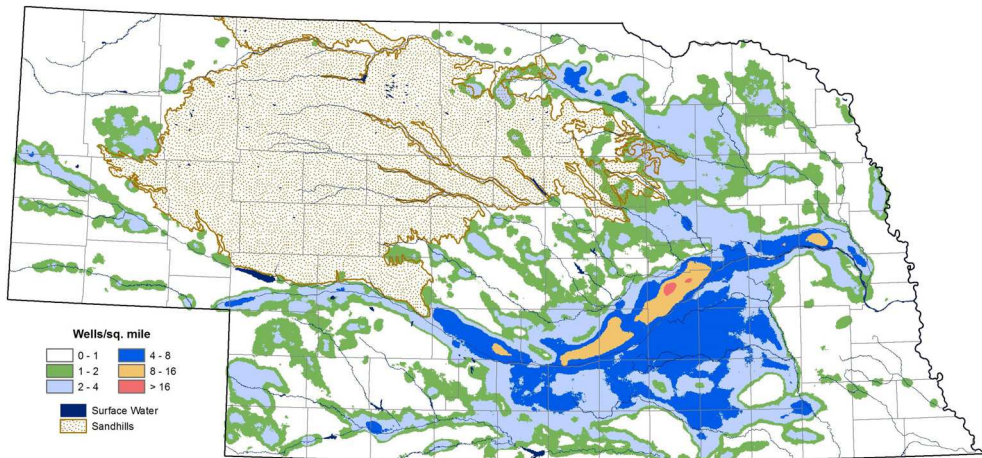 Wells/sq. mile
0 - 1
4 - 8
1 - 2
8 - 16
2 - 4
> 16
Surface Water
Sandhills